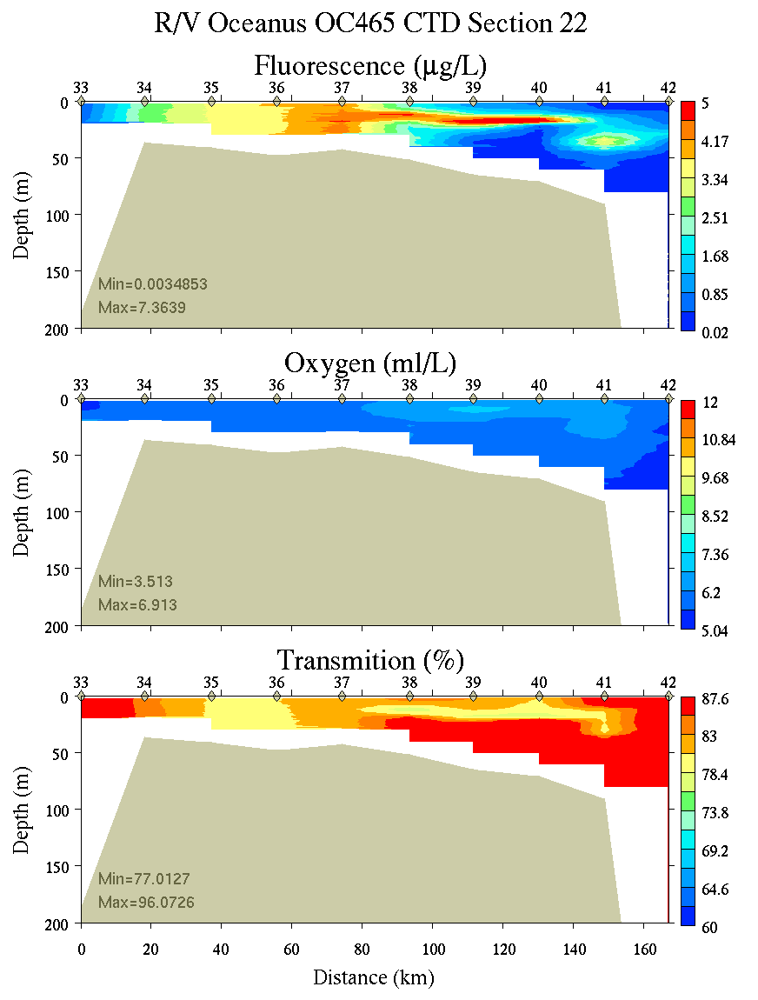 R/V Oceanus OC465 CTD Section 22
Fluorescence (µg/L)
33 34 35 36 37 38 39 40 41 42
0
50
100
150
200
Depth (m)
Min=0.0034853
Max=7.3639
5
4.17
3.34
2.51
1.68
0.85
0.02
Oxygen (ml/L)
33 34 35 36 37 38 39 40 41 42
0
50
100
150
200
Depth (m)
Min=3.513
Max=6.913
12
10.84
9.68
8.52
7.36
6.2
5.04
Transmition (%)
33 34 35 36 37 38 39 40 41 42
0
50
100
150
200
Depth (m)
Min=77.0127
Max=96.0726
87.6
83
78.4
73.8
69.2
64.6
60
0 20 40 60 80 100 120 140 160
Distance (km)